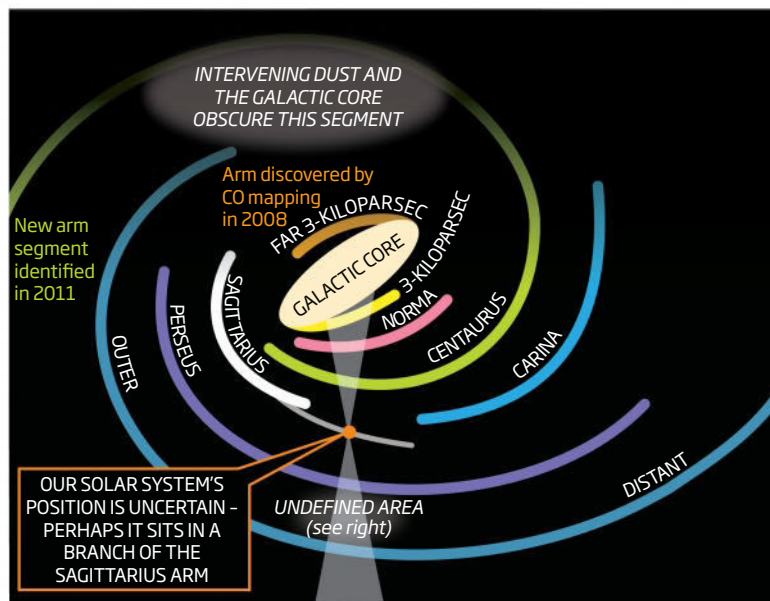 INTERVENING DUST AND
THE GALACTIC CORE
OBSCURE THIS SEGMENT
Arm discovered by
CO mapping
in 2008
New arm
segment
identified
in 2011
FAR 3-KILOPARSEC
GALACTIC CORE
3-KILOPARSEC
NORMA
SAGITTARIUS
PERSEUS
OUTER
CENTAURUS
CARINA
DISTANT
OUR SOLAR SYSTEM'S
POSITION IS UNCERTAIN –
PERHAPS IT SITS IN A
BRANCH OF THE
SAGITTARIUS ARM
UNDEFINED AREA
(see right)